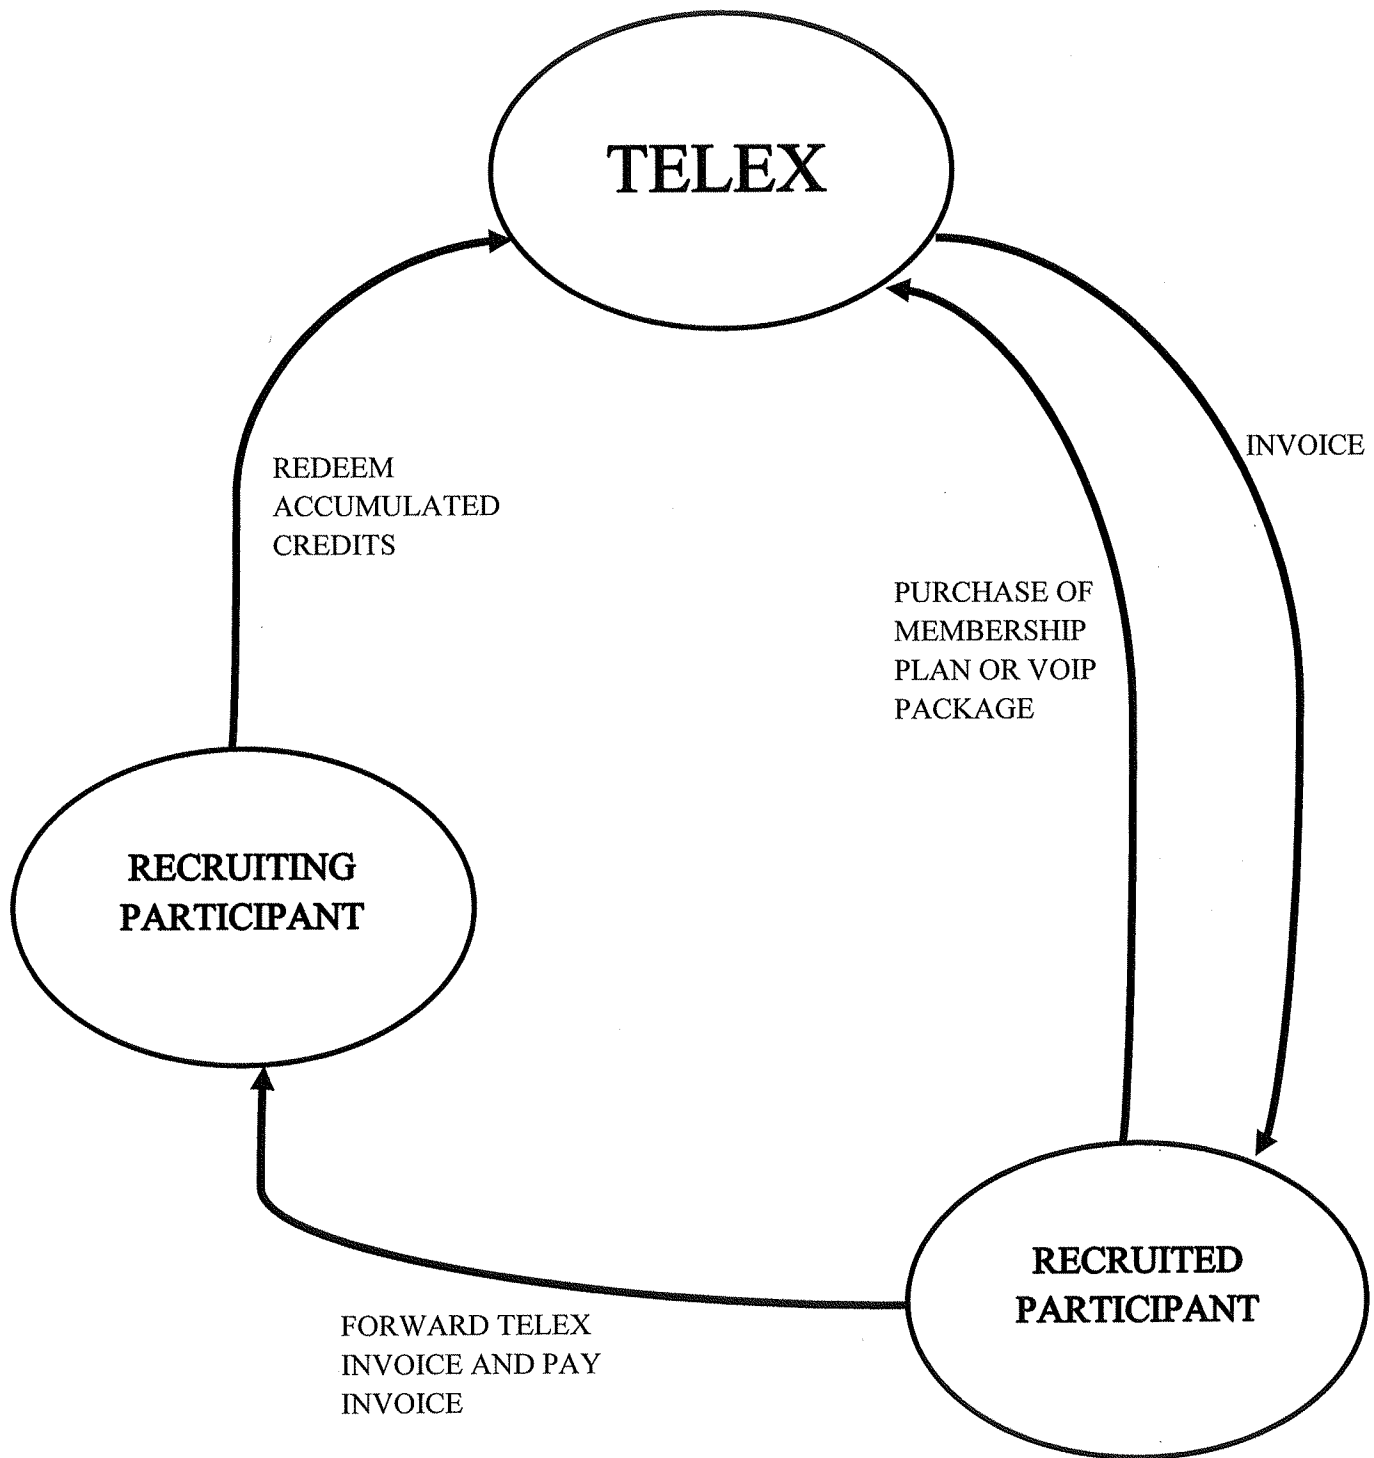 TELEX
INVOICE
REDEEM
ACCUMULATED
CREDITS
PURCHASE OF
MEMBERSHIP
PLAN OR VOIP
PACKAGE
RECRUITING
PARTICIPANT
RECRUITED
PARTICIPANT
FORWARD TELEX
INVOICE AND PAY
INVOICE